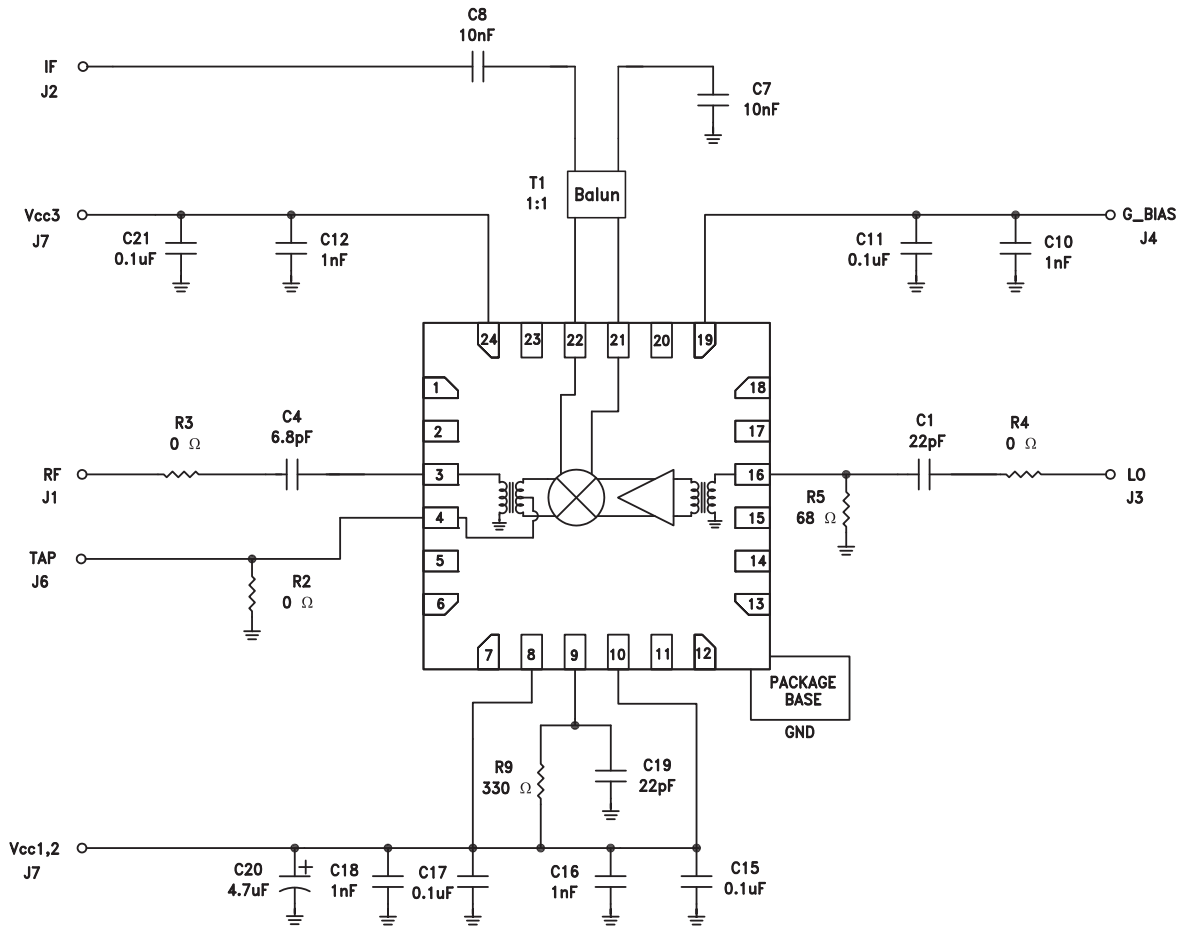 C8
10nF
IF
J2
C7
10nF
T1
1:1
Balun
Vcc3
J7
C21
0.1uF
C12
1nF
C11
0.1uF
C10
1nF
G_BIAS
J4
24
23
22
21
20
19
1
2
3
4
5
6
18
17
16
15
14
13
7
8
9
10
11
12
R3
0 Ω
C4
6.8pF
RF
J1
TAP
J6
R2
0 Ω
C1
22pF
R4
0 Ω
LO
J3
R5
68 Ω
PACKAGE
BASE
GND
R9
330 Ω
C19
22pF
Vcc1,2
J7
C20
4.7uF
+
C18
1nF
C17
0.1uF
C16
1nF
C15
0.1uF